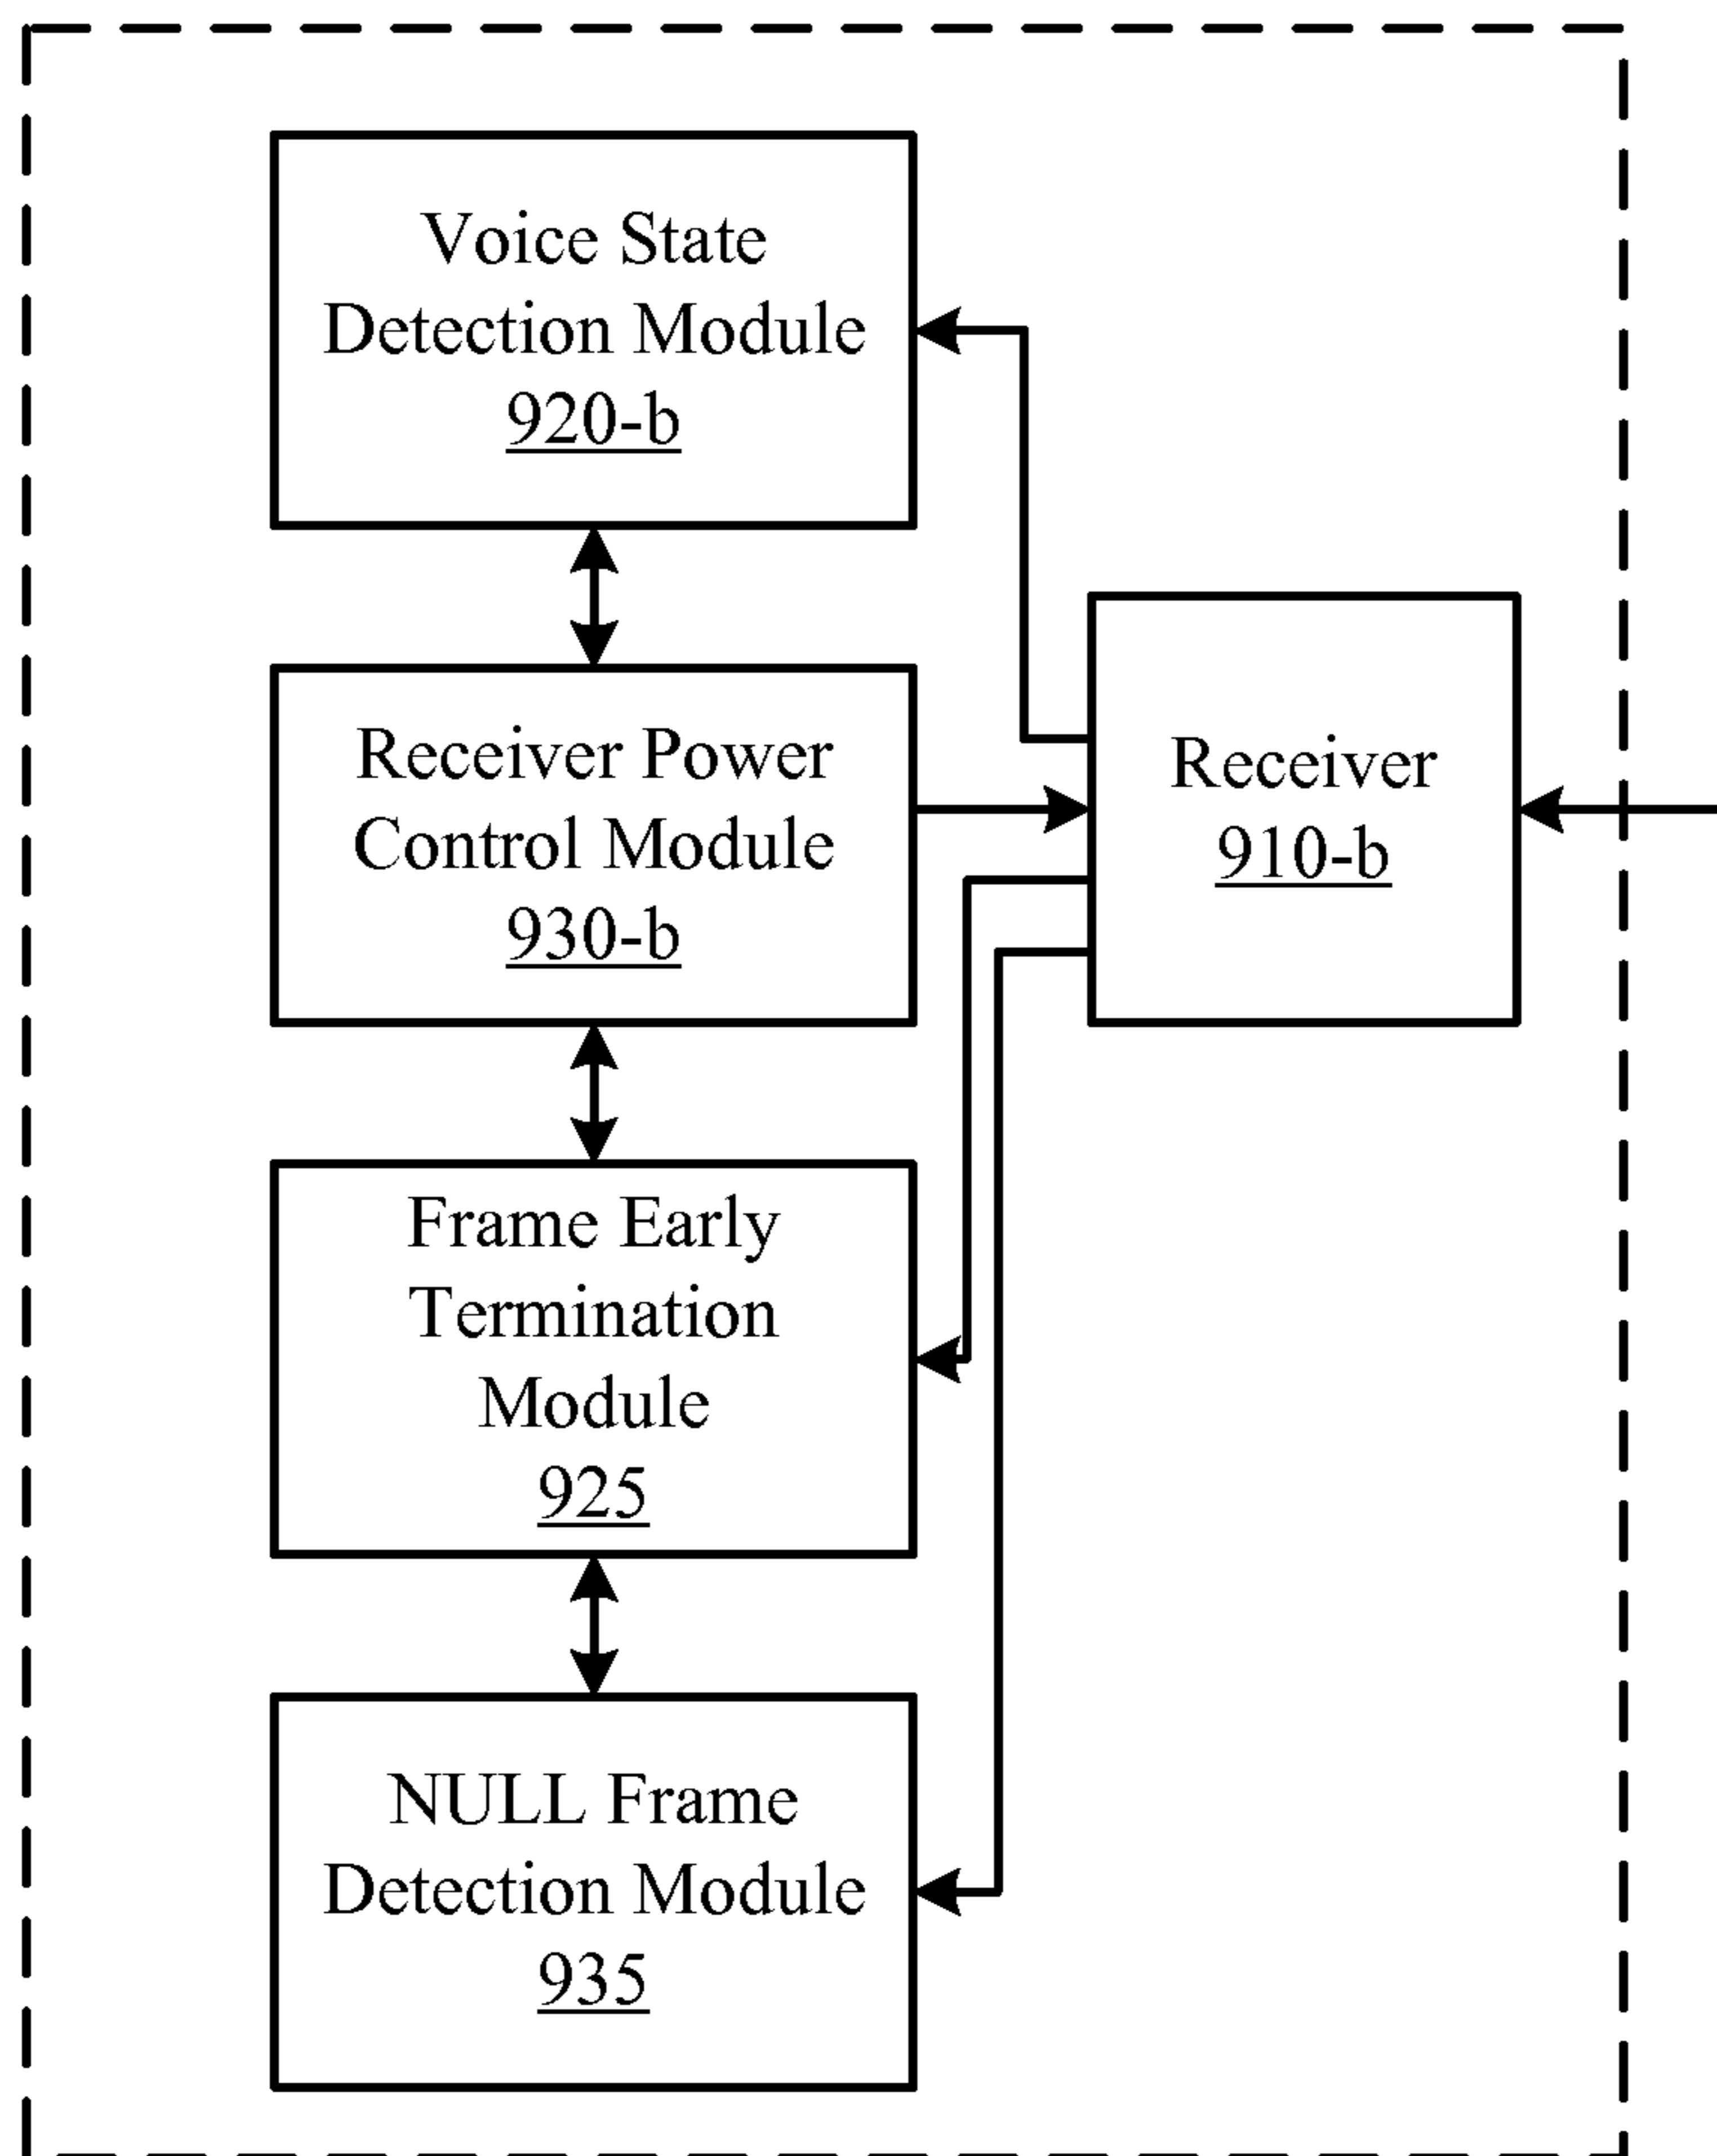 Voice State
Detection Module
920-b
Receiver Power
Control Module
930-b
Receiver
910-b
Frame Early
Termination
Module
925
NULL Frame
Detection Module
935